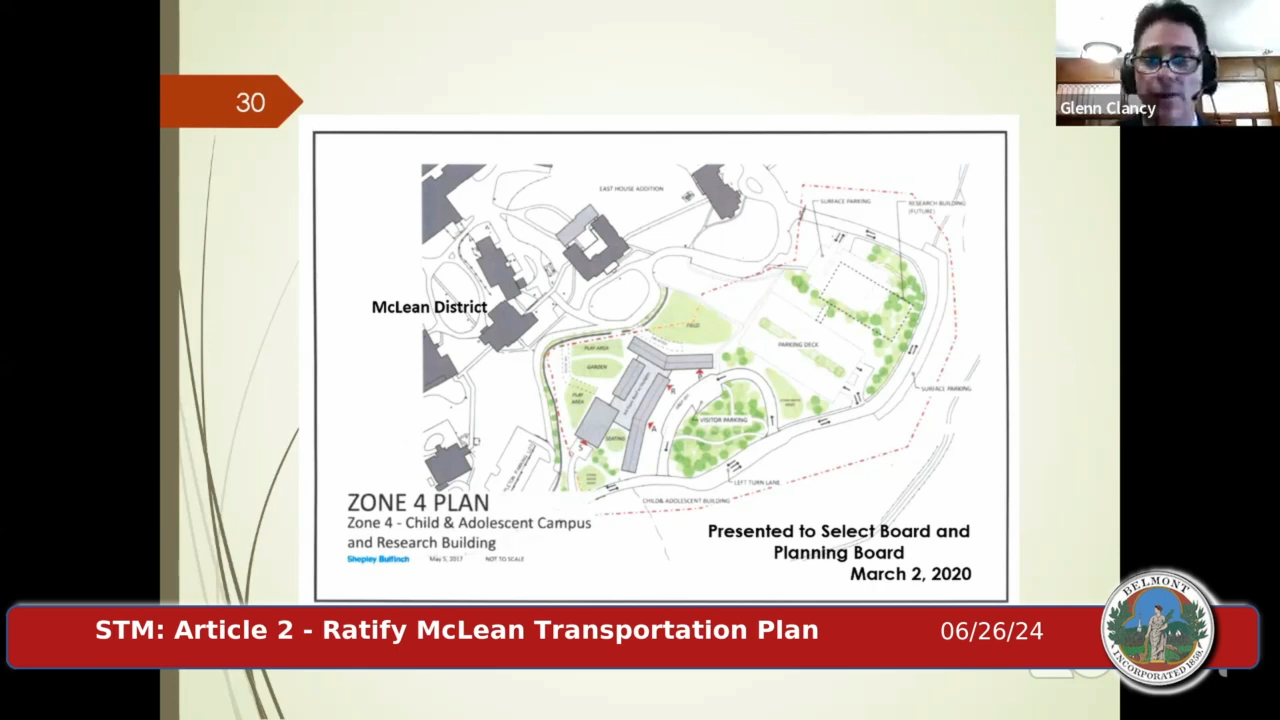 30
Glenn Clancy
EAST HOUSE ADDITION
SURFACE PARKING
RESEARCH BUILDING
(FUTURE)
McLean District
FIELD
PLAY AREA
GARDEN
PLAY
AREA
PARKING DECK
SURFACE PARKING
VISITOR PARKING
SEATING
LEFT TURN LANE
CHILD & ADOLESCENT BUILDING
ZONE 4 PLAN
Zone 4 - Child & Adolescent Campus
and Research Building
Shepley Bulfinch May 5, 2017 NOT TO SCALE
Presented to Select Board and
Planning Board
March 2, 2020
STM: Article 2 - Ratify McLean Transportation Plan 06/26/24
BELMONT
INCORPORATED 1859